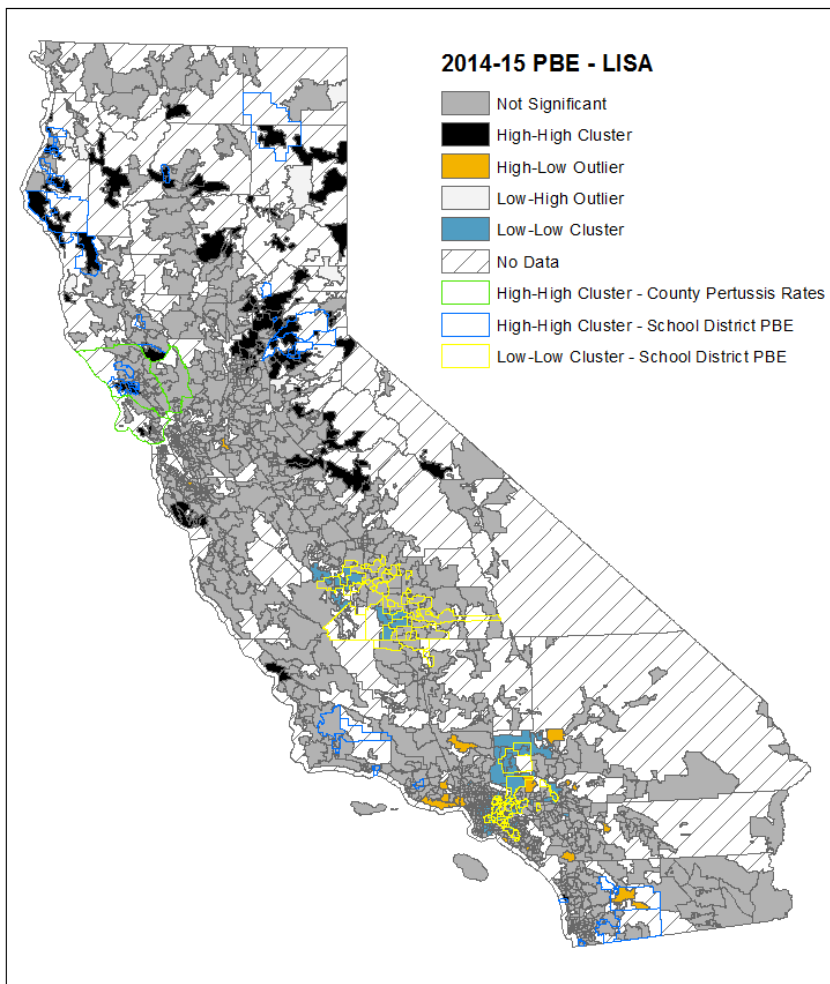 2014-15 PBE - LISA
Not Significant
High-High Cluster
High-Low Outlier
Low-High Outlier
Low-Low Cluster
No Data
High-High Cluster - County Pertussis Rates
High-High Cluster - School District PBE
Low-Low Cluster - School District PBE